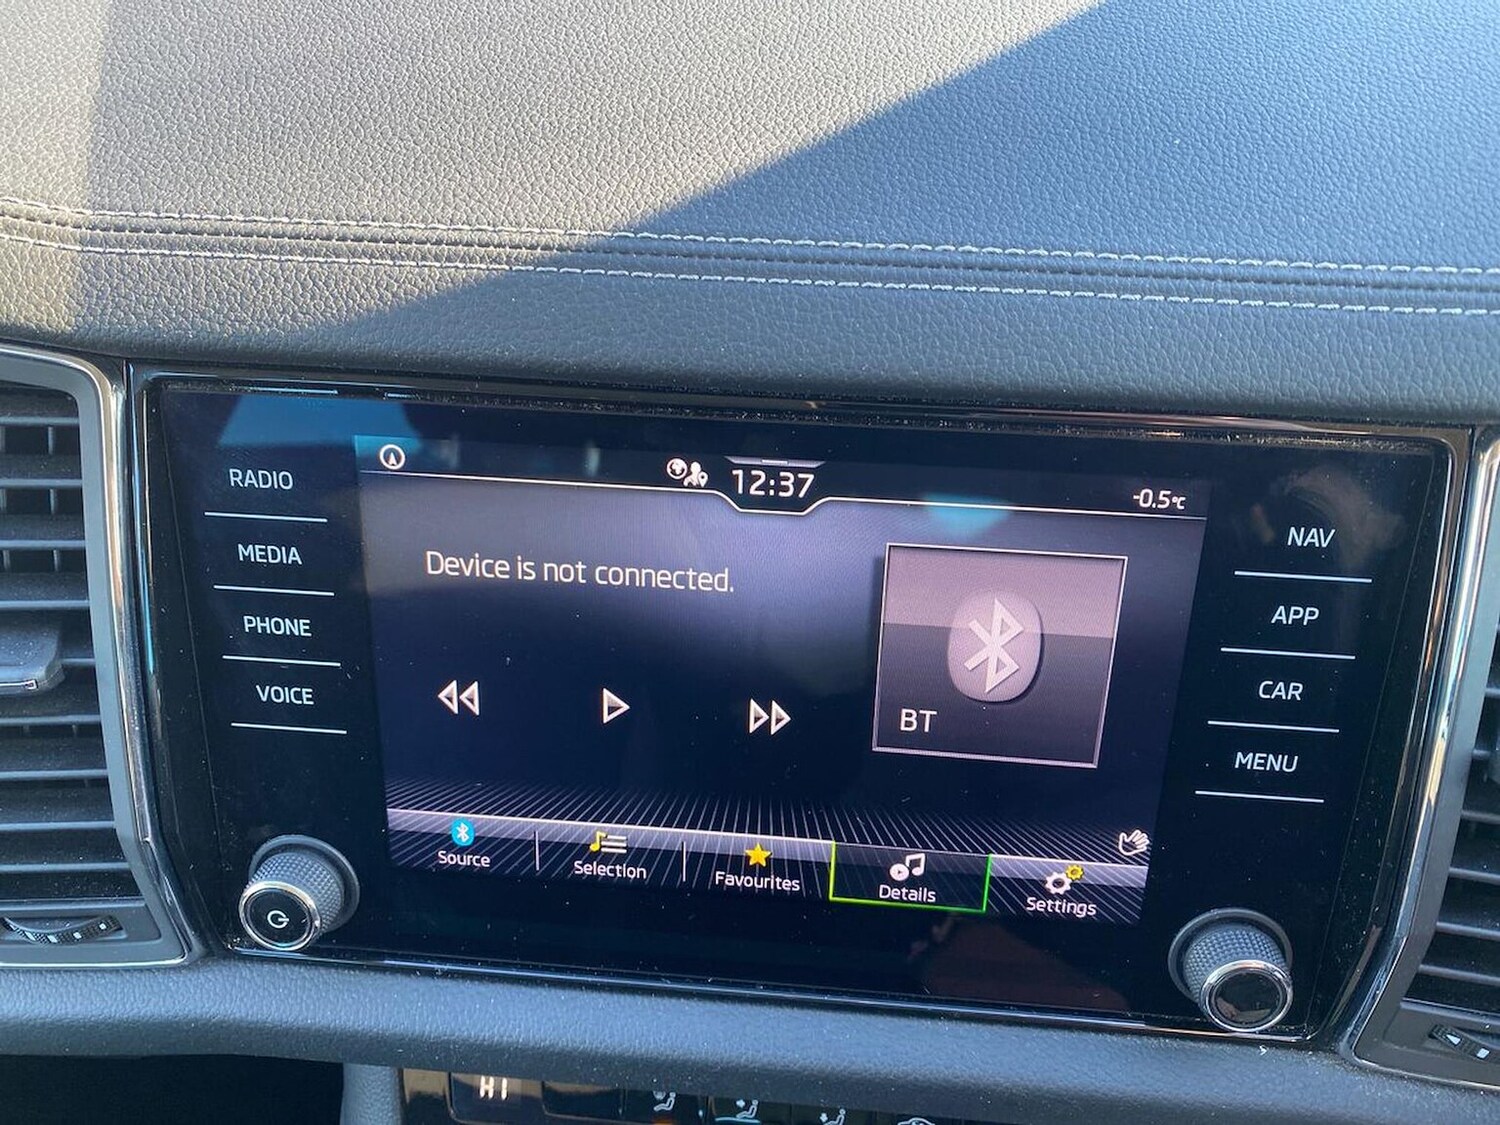 RADIO
MEDIA
PHONE
VOICE
12:37
-0.5°C
Device is not connected.
BT
Source
Selection
Favourites
Details
Settings
NAV
APP
CAR
MENU